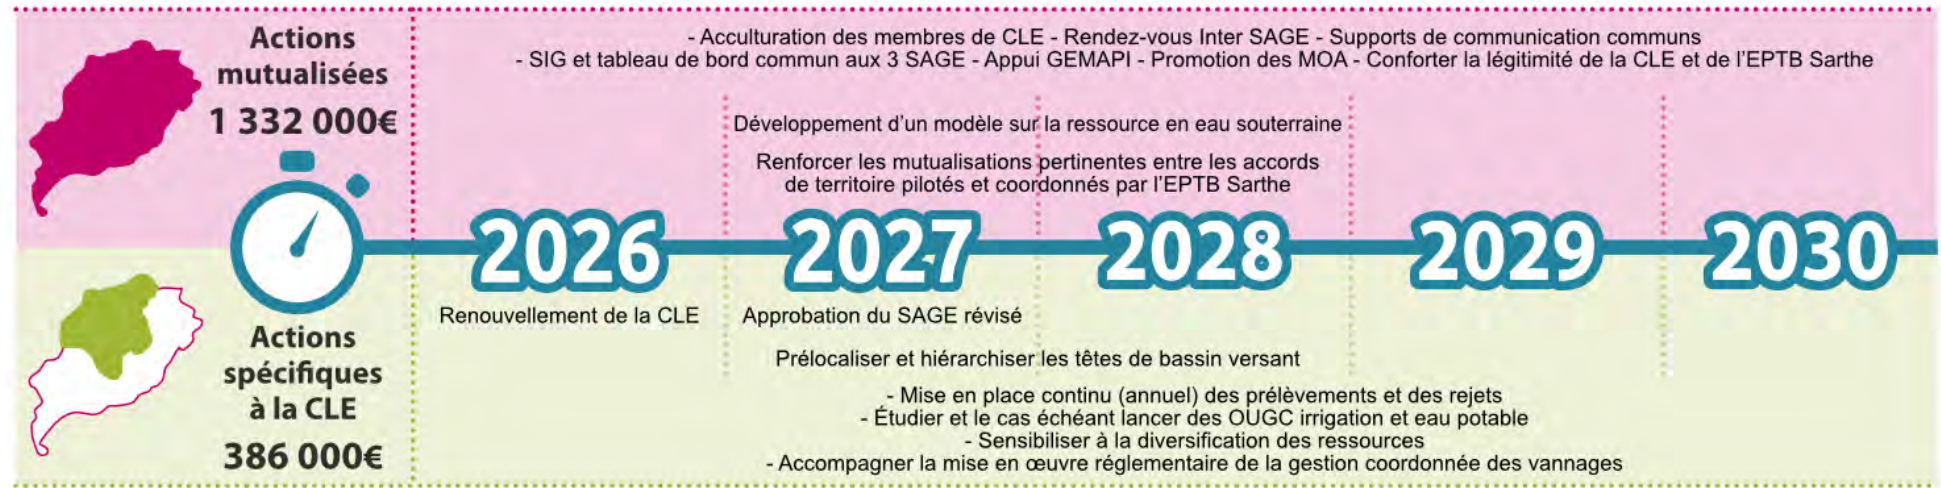 Actions
mutualisées
1 332 000€
- Acculturation des membres de CLE - Rendez-vous Inter SAGE - Supports de communication communs
- SIG et tableau de bord commun aux 3 SAGE - Appui GEMAPI - Promotion des MOA - Conforter la légitimité de la CLE et de l'EPTB Sarthe
Développement d'un modèle sur la ressource en eau souterraine
Renforcer les mutualisations pertinentes entre les accords
de territoire pilotés et coordonnés par l'EPTB Sarthe
2026 2027 2028 2029 2030
Renouvellement de la CLE
Approbation du SAGE révisé
Prélocaliser et hiérarchiser les têtes de bassin versant
Actions
spécifiques
à la CLE
386 000€
- Mise en place continu (annuel) des prélèvements et des rejets
- Étudier et le cas échéant lancer des OUGC irrigation et eau potable
- Sensibiliser à la diversification des ressources
- Accompagner la mise en œuvre réglementaire de la gestion coordonnée des vannages